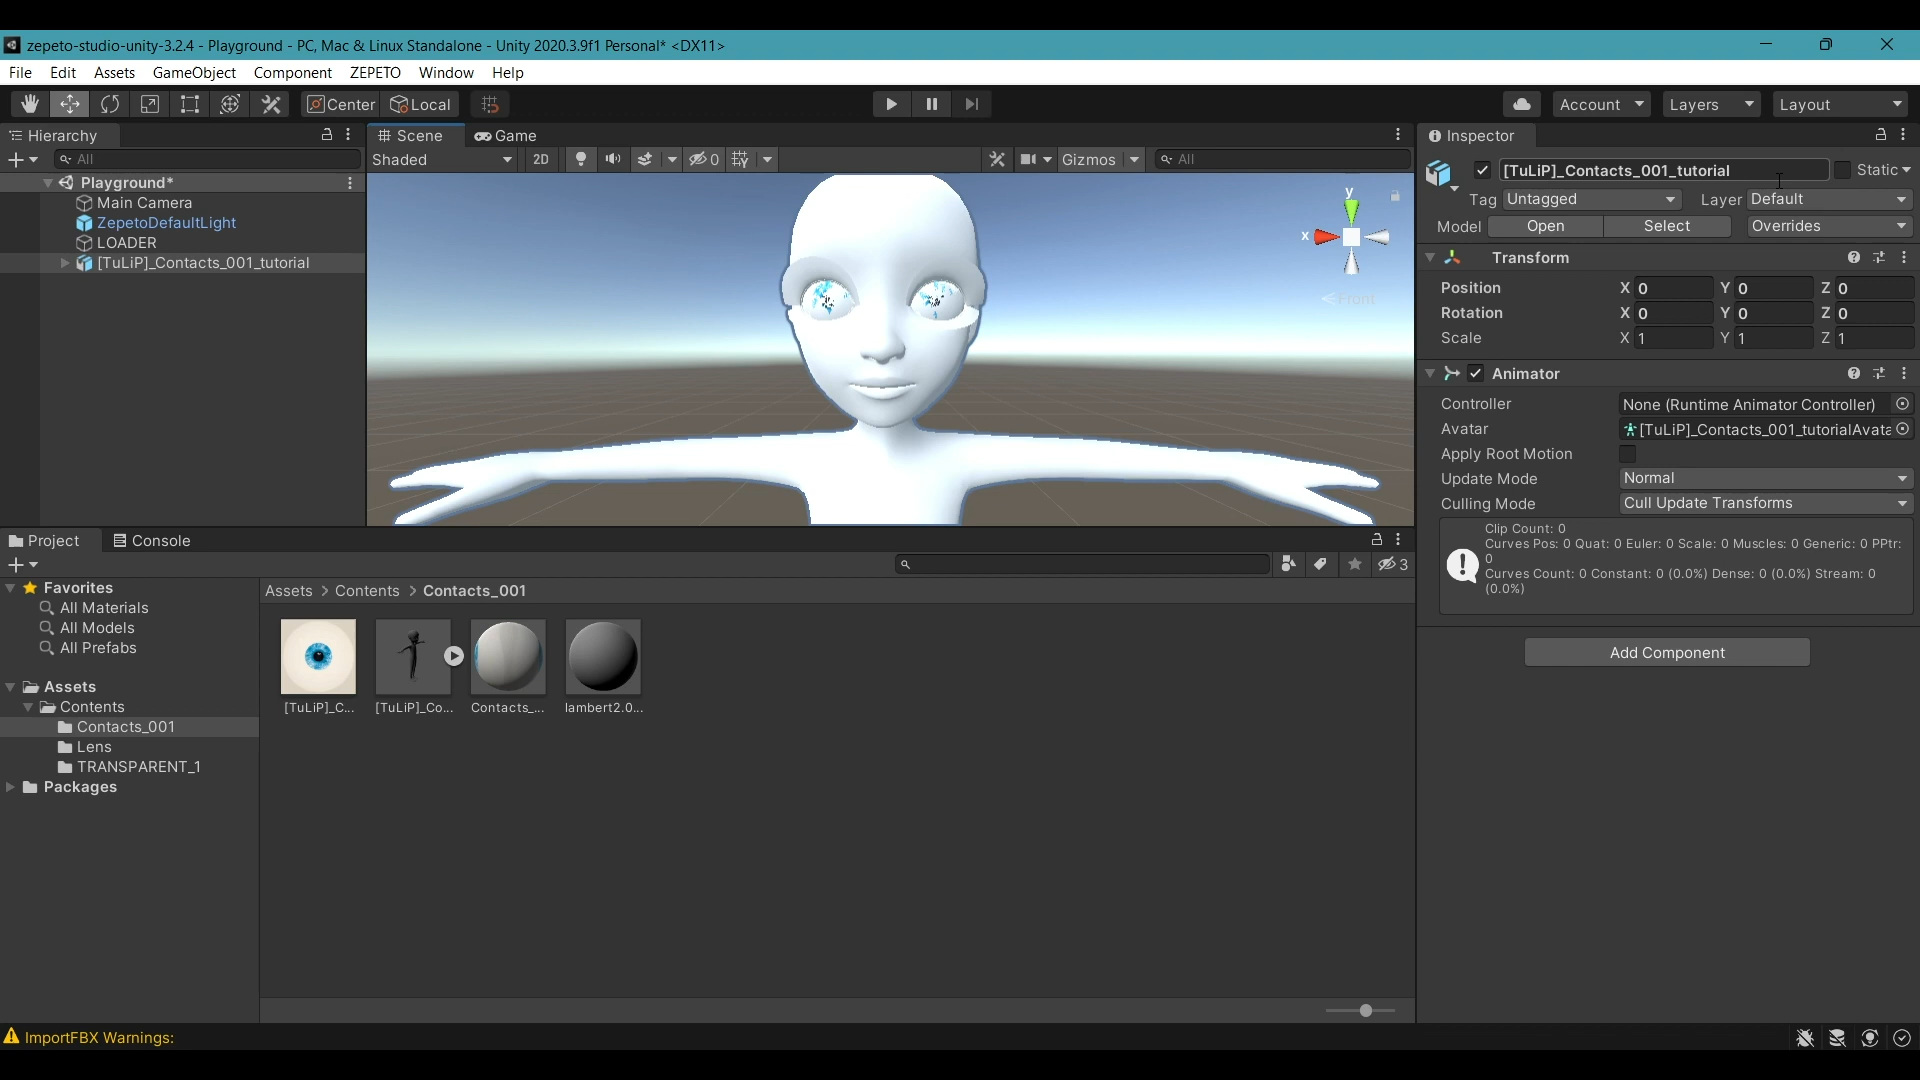 zepeto-studio-unity-3.2.4 - Playground - PC, Mac & Linux Standalone - Unity 2020.3.9f1 Personal* <DX11>
File Edit Assets GameObject Component ZEPETO Window Help
Center Local Account Layers Layout
Hierarchy
All
Playground*
Main Camera
ZepetoDefaultLight
LOADER
[TuLiP]_Contacts_001_tutorial
Scene Game
Shaded 2D 0 Gizmos All
y
x
Front
Inspector
[TuLiP]_Contacts_001_tutorial Static
Tag Untagged Layer Default
Model Open Select Overrides
Transform
Position X 0 Y 0 Z 0
Rotation X 0 Y 0 Z 0
Scale X 1 Y 1 Z 1
Animator
Controller None (Runtime Animator Controller)
Avatar [TuLiP]_Contacts_001_tutorialAvata
Apply Root Motion
Update Mode Normal
Culling Mode Cull Update Transforms
Clip Count: 0
Curves Pos: 0 Quat: 0 Euler: 0 Scale: 0 Muscles: 0 Generic: 0 PPtr:
0
Curves Count: 0 Constant: 0 (0.0%) Dense: 0 (0.0%) Stream: 0
(0.0%)
Add Component
Project Console
3
Favorites
All Materials
All Models
All Prefabs
Assets
Contents
Contacts_001
Lens
TRANSPARENT_1
Packages
Assets > Contents > Contacts_001
[TuLiP]_C... [TuLiP]_Co... Contacts_... lambert2.0...
ImportFBX Warnings: